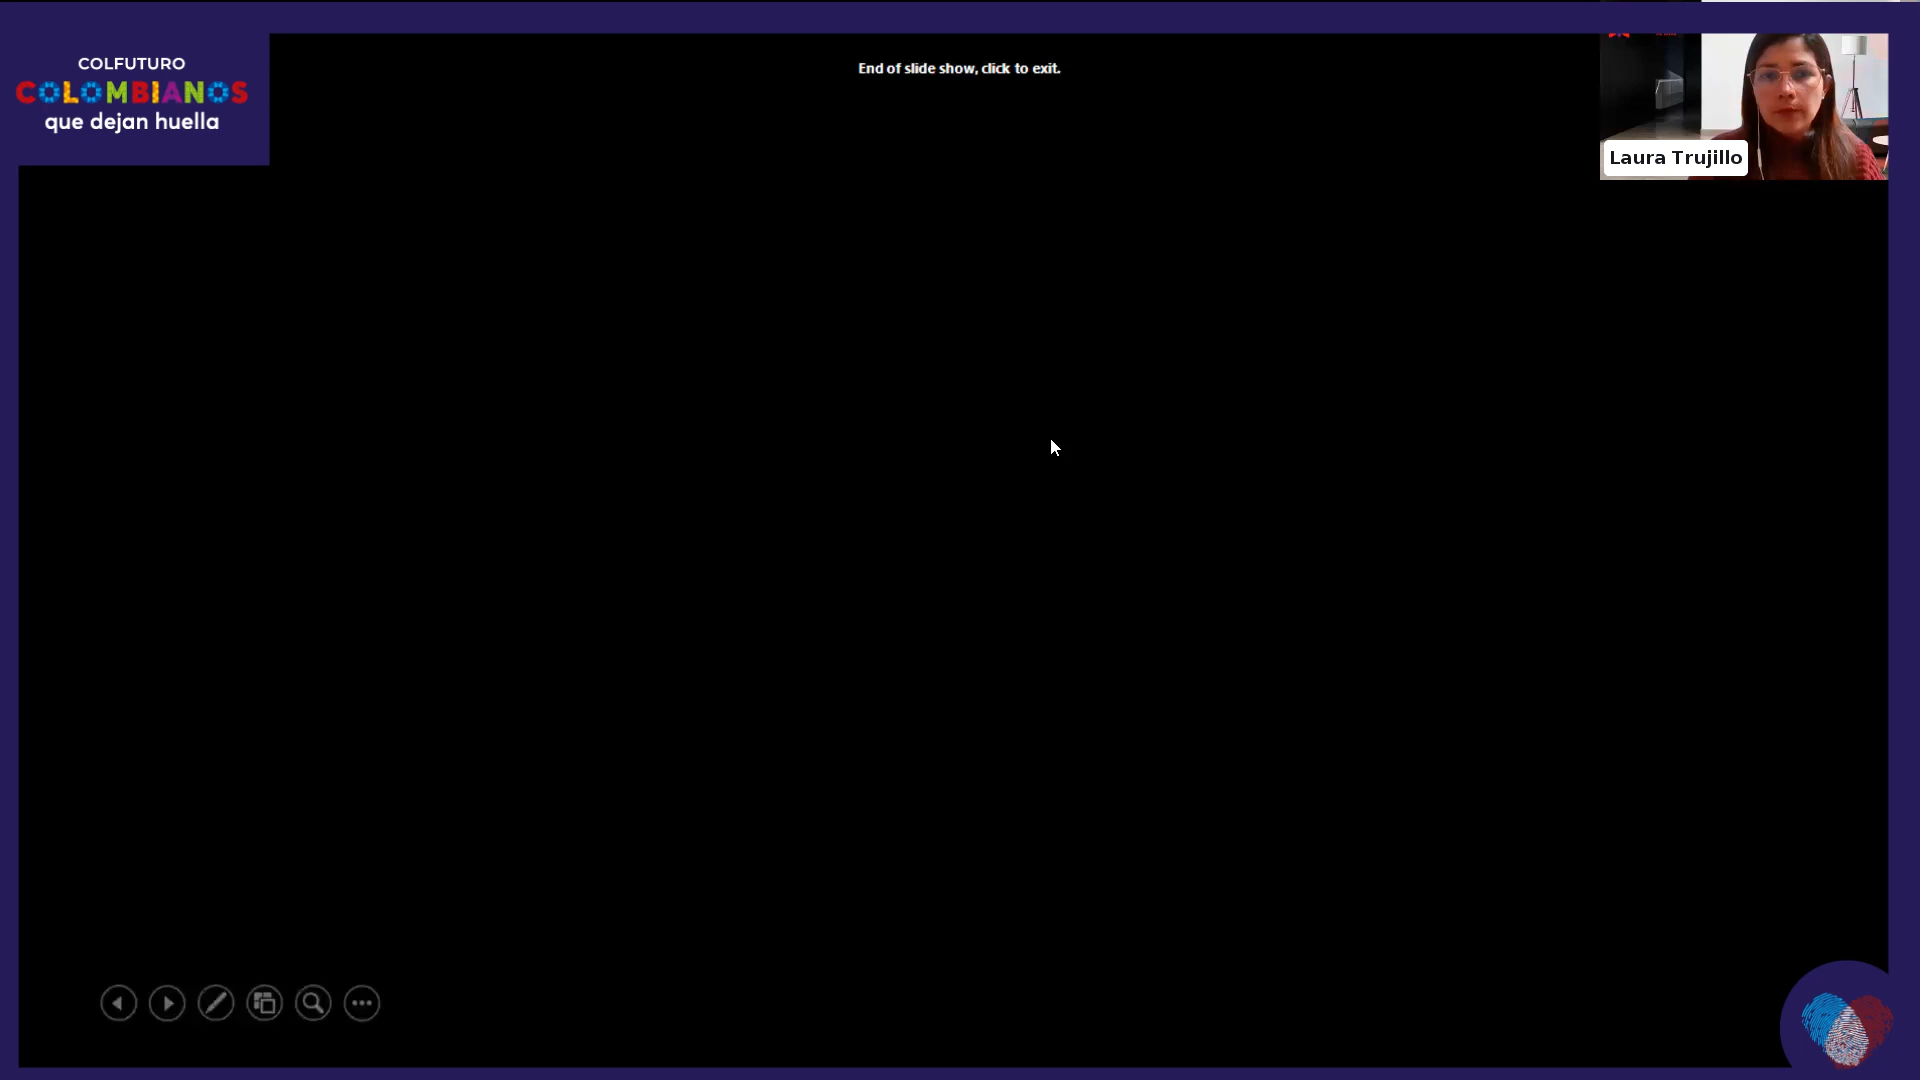 COLFUTURO
COLOMBIANOS
que dejan huella
End of slide show, click to exit.
Laura Trujillo